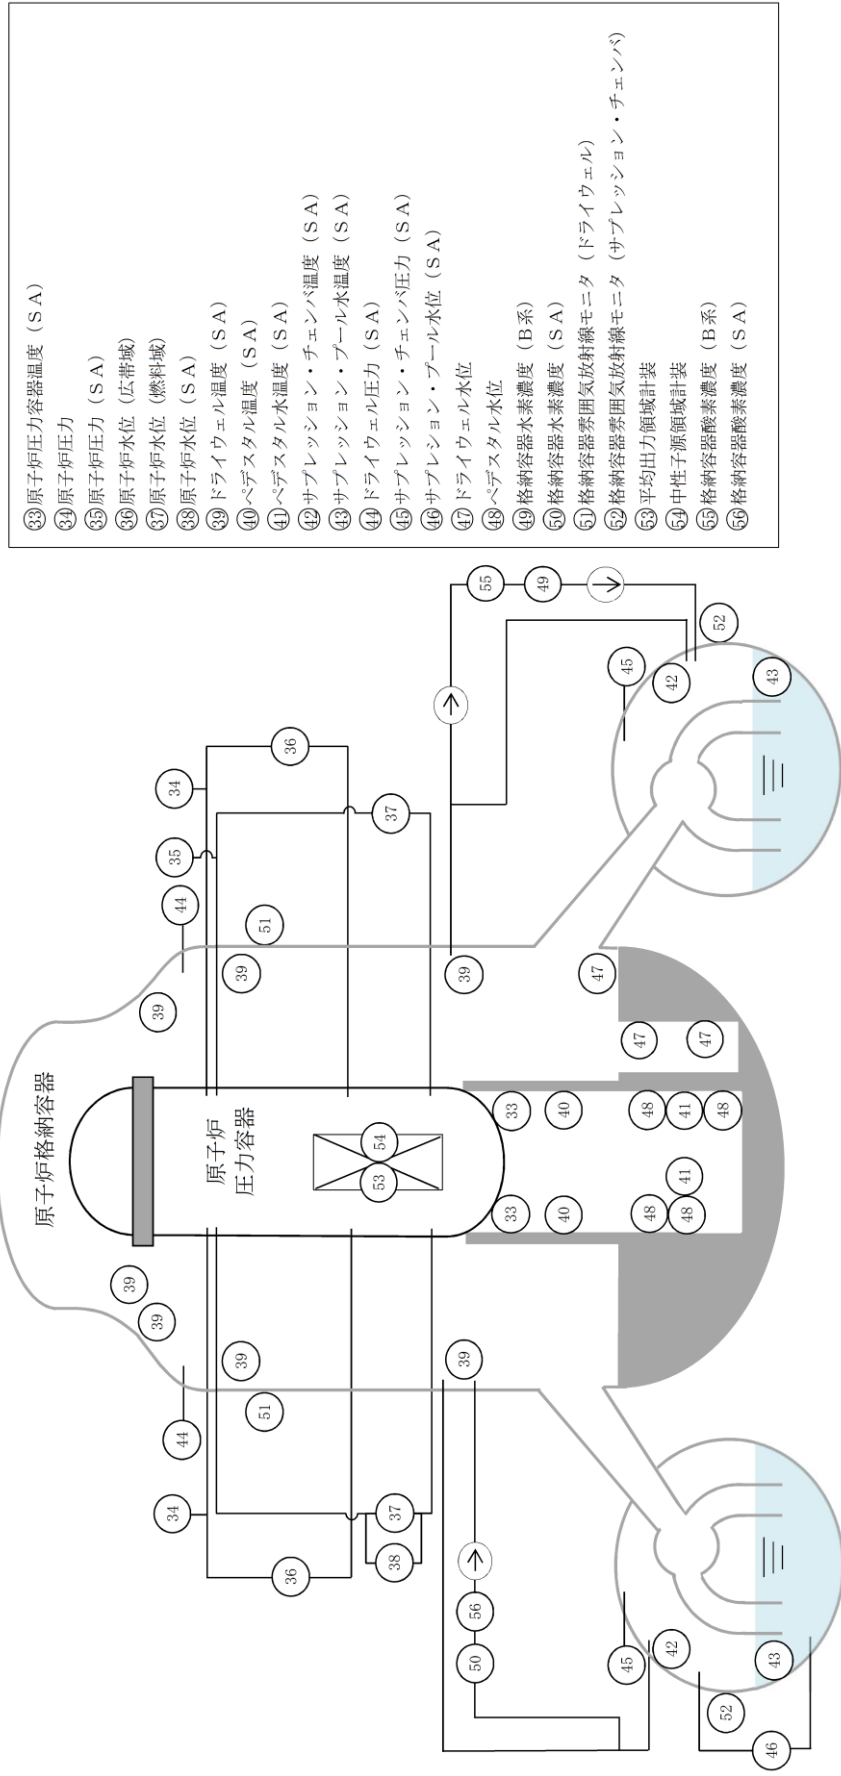 原子炉格納容器
39
39
39
34
35
34
44
44
原子炉
圧力容器
39
39
51
51
36
36
53
54
38
37
37
39
39
50
56
55
49
33
33
40
40
47
45
45
48
48
47
42
42
48
41
41
47
48
52
52
43
43
46
㉝原子炉圧力容器温度（ＳＡ）
㉞原子炉圧力
㉟原子炉圧力（ＳＡ）
㊱原子炉水位（広帯域）
㊲原子炉水位（燃料域）
㊳原子炉水位（ＳＡ）
㊴ドライウェル温度（ＳＡ）
㊵ペデスタル温度（ＳＡ）
㊶ペデスタル水温度（ＳＡ）
㊷サプレッション・チェンバ温度（ＳＡ）
㊸サプレッション・プール水温度（ＳＡ）
㊹ドライウェル圧力（ＳＡ）
㊺サプレッション・チェンバ圧力（ＳＡ）
㊻サプレション・プール水位（ＳＡ）
㊼ドライウェル水位
㊽ペデスタル水位
㊾格納容器水素濃度（Ｂ系）
㊿格納容器水素濃度（ＳＡ）
51格納容器雰囲気放射線モニタ（ドライウェル）
52格納容器雰囲気放射線モニタ（サプレッション・チェンバ）
53平均出力領域計装
54中性子源領域計装
55格納容器酸素濃度（Ｂ系）
56格納容器酸素濃度（ＳＡ）